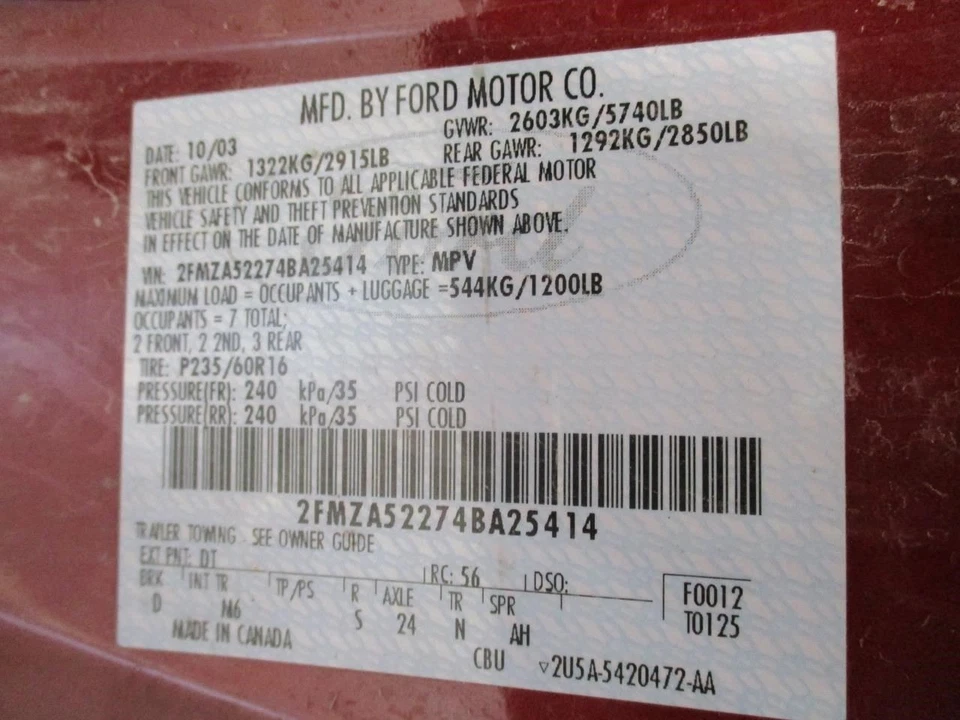 MFD. BY FORD MOTOR CO.
DATE: 10/03 GVWR: 2603KG/5740LB
FRONT GAWR: 1322KG/2915LB REAR GAWR: 1292KG/2850LB
THIS VEHICLE CONFORMS TO ALL APPLICABLE FEDERAL MOTOR
VEHICLE SAFETY AND THEFT PREVENTION STANDARDS
IN EFFECT ON THE DATE OF MANUFACTURE SHOWN ABOVE.
VIN: 2FMZA52274BA25414 TYPE: MPV
MAXIMUM LOAD = OCCUPANTS + LUGGAGE =544KG/1200LB
OCCUPANTS = 7 TOTAL;
2 FRONT, 2 2ND, 3 REAR
TIRE: P235/60R16
PRESSURE(FR): 240 kPa/35 PSI COLD
PRESSURE(RR): 240 kPa/35 PSI COLD
2FMZA52274BA25414
TRAILER TOWING - SEE OWNER GUIDE
EXT PNT: DT RC: 56 DSO:
BRK INT TR TP/PS R AXLE TR SPR F0012
D M6 S 24 N AH T0125
MADE IN CANADA CBU 2U5A-5420472-AA